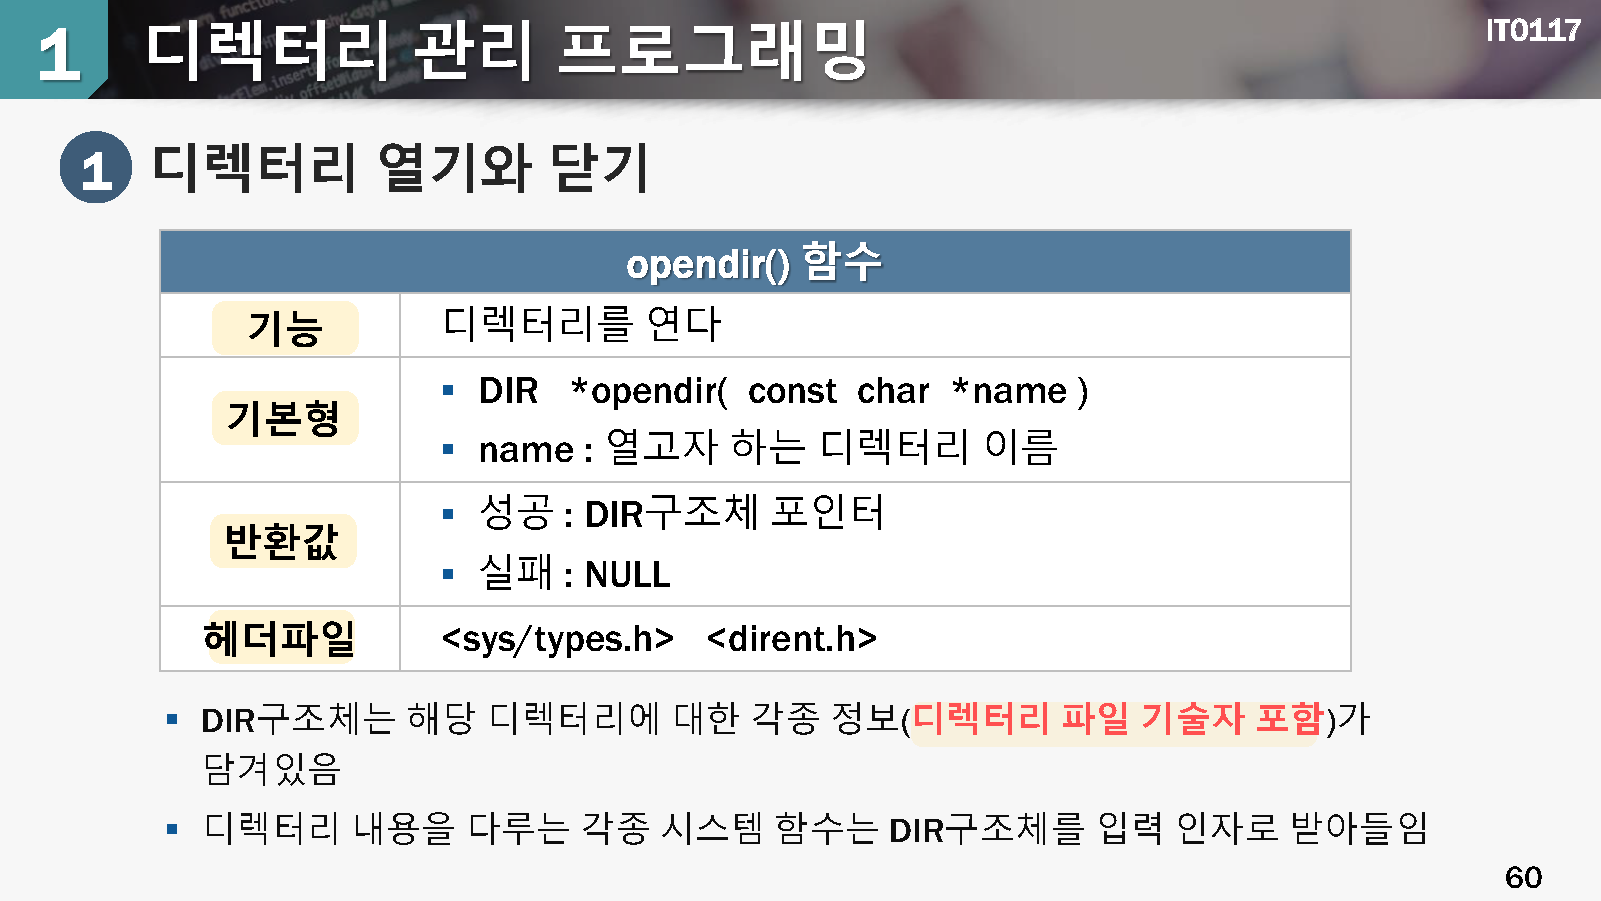 1 디렉터리 관리 프로그래밍
IT0117
1 디렉터리 열기와 닫기
opendir() 함수
기능 디렉터리를 연다
기본형
▪ DIR *opendir( const char *name )
▪ name : 열고자 하는 디렉터리 이름
반환값
▪ 성공 : DIR구조체 포인터
▪ 실패 : NULL
헤더파일 <sys/types.h> <dirent.h>
▪ DIR구조체는 해당 디렉터리에 대한 각종 정보(디렉터리 파일 기술자 포함)가
담겨있음
▪ 디렉터리 내용을 다루는 각종 시스템 함수는 DIR구조체를 입력 인자로 받아들임
60